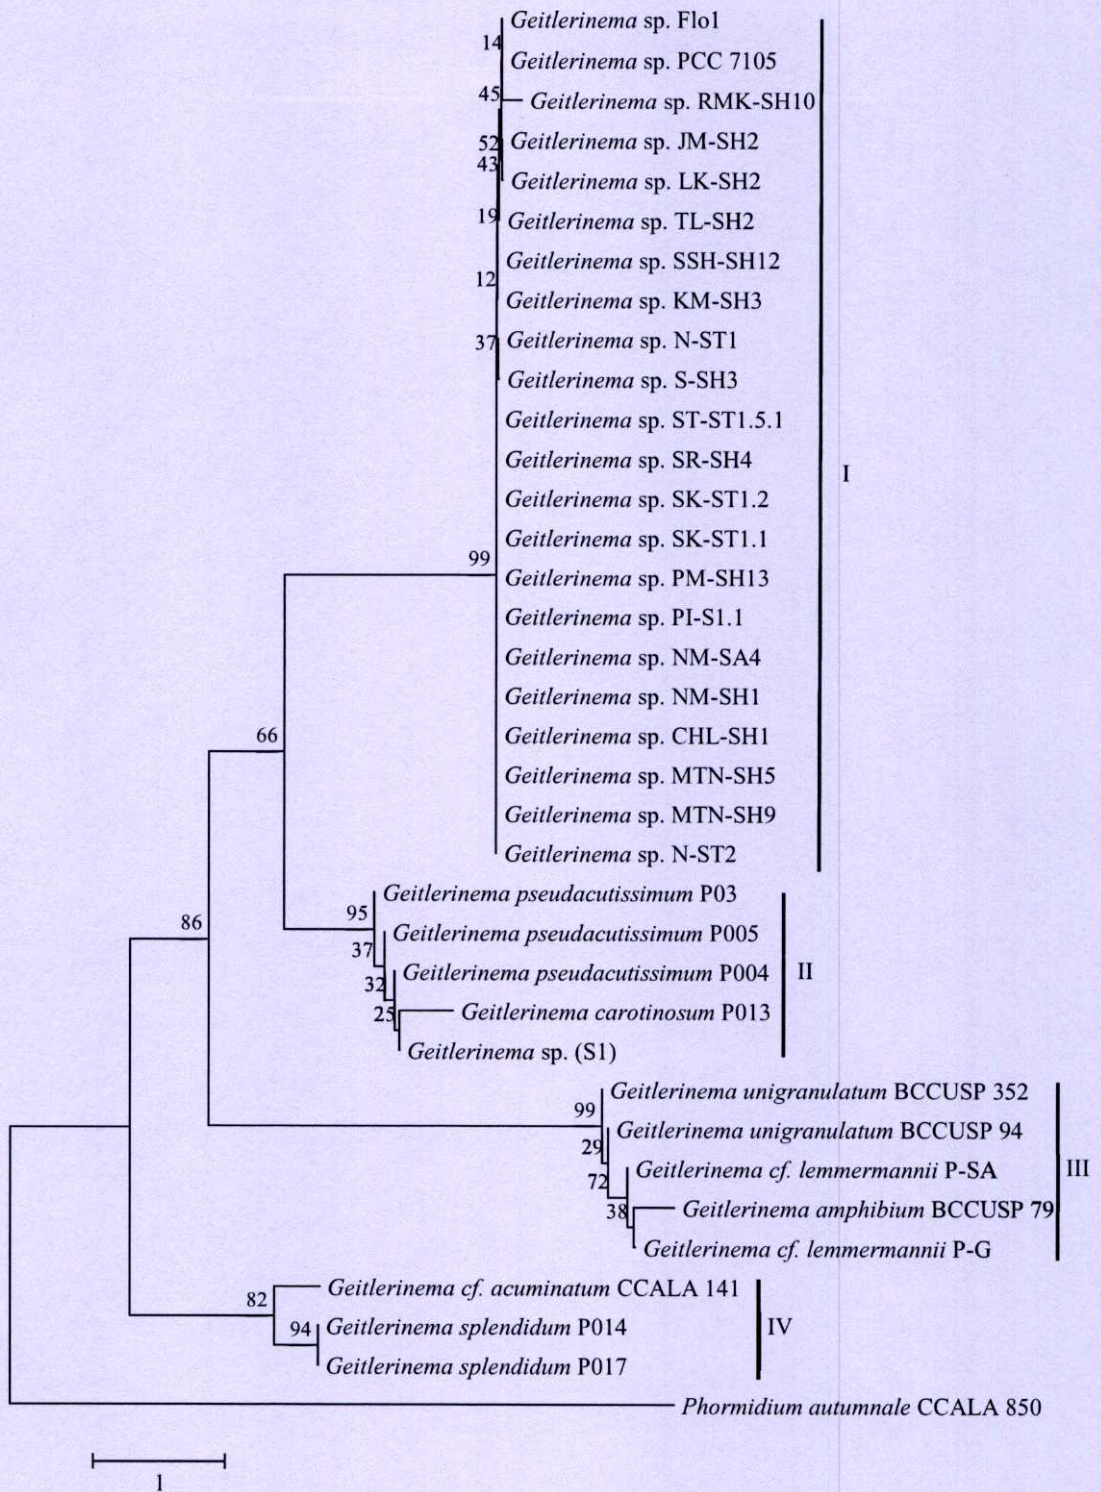 Geitlerinema sp. Flo1
14
Geitlerinema sp. PCC 7105
45
Geitlerinema sp. RMK-SH10
52
Geitlerinema sp. JM-SH2
43
Geitlerinema sp. LK-SH2
19
Geitlerinema sp. TL-SH2
Geitlerinema sp. SSH-SH12
12
Geitlerinema sp. KM-SH3
37
Geitlerinema sp. N-ST1
Geitlerinema sp. S-SH3
Geitlerinema sp. ST-ST1.5.1
Geitlerinema sp. SR-SH4
I
Geitlerinema sp. SK-ST1.2
Geitlerinema sp. SK-ST1.1
99
Geitlerinema sp. PM-SH13
Geitlerinema sp. PI-S1.1
Geitlerinema sp. NM-SA4
Geitlerinema sp. NM-SH1
66
Geitlerinema sp. CHL-SH1
Geitlerinema sp. MTN-SH5
Geitlerinema sp. MTN-SH9
Geitlerinema sp. N-ST2
Geitlerinema pseudacutissimum P03
95
86
Geitlerinema pseudacutissimum P005
37
Geitlerinema pseudacutissimum P004
II
32
25
Geitlerinema carotinosum P013
Geitlerinema sp. (S1)
Geitlerinema unigranulatum BCCUSP 352
99
Geitlerinema unigranulatum BCCUSP 94
29
Geitlerinema cf. lemmermannii P-SA
III
72
38
Geitlerinema amphibium BCCUSP 79
Geitlerinema cf. lemmermannii P-G
Geitlerinema cf. acuminatum CCALA 141
82
94
Geitlerinema splendidum P014
IV
Geitlerinema splendidum P017
Phormidium autumnale CCALA 850
1